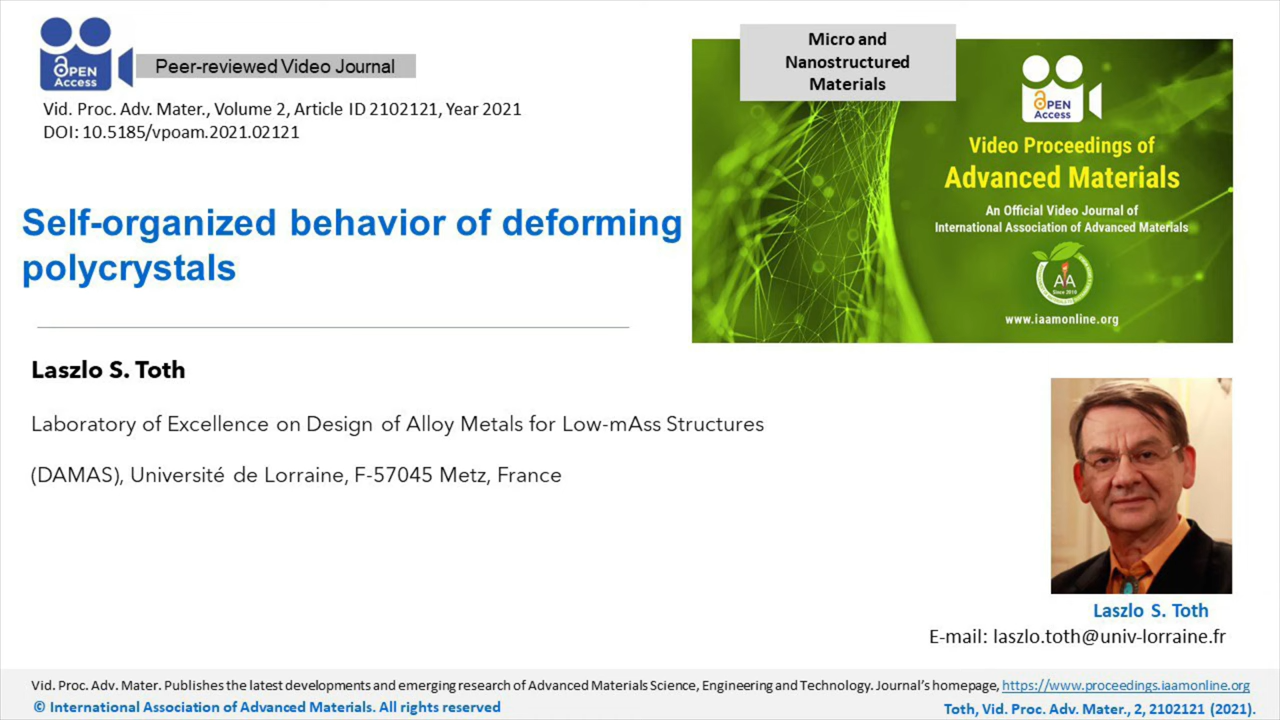 OPEN
Access
Peer-reviewed Video Journal
Vid. Proc. Adv. Mater., Volume 2, Article ID 2102121, Year 2021
DOI: 10.5185/vpoam.2021.02121
Micro and
Nanostructured
Materials
OPEN
Access
Video Proceedings of
Advanced Materials
An Official Video Journal of
International Association of Advanced Materials
www.iaamonline.org
Self-organized behavior of deforming
polycrystals
Laszlo S. Toth
Laboratory of Excellence on Design of Alloy Metals for Low-mAss Structures
(DAMAS), Université de Lorraine, F-57045 Metz, France
Laszlo S. Toth
E-mail: laszlo.toth@univ-lorraine.fr
Vid. Proc. Adv. Mater. Publishes the latest developments and emerging research of Advanced Materials Science, Engineering and Technology. Journal's homepage, https://www.proceedings.iaamonline.org
© International Association of Advanced Materials. All rights reserved
Toth, Vid. Proc. Adv. Mater., 2, 2102121 (2021).